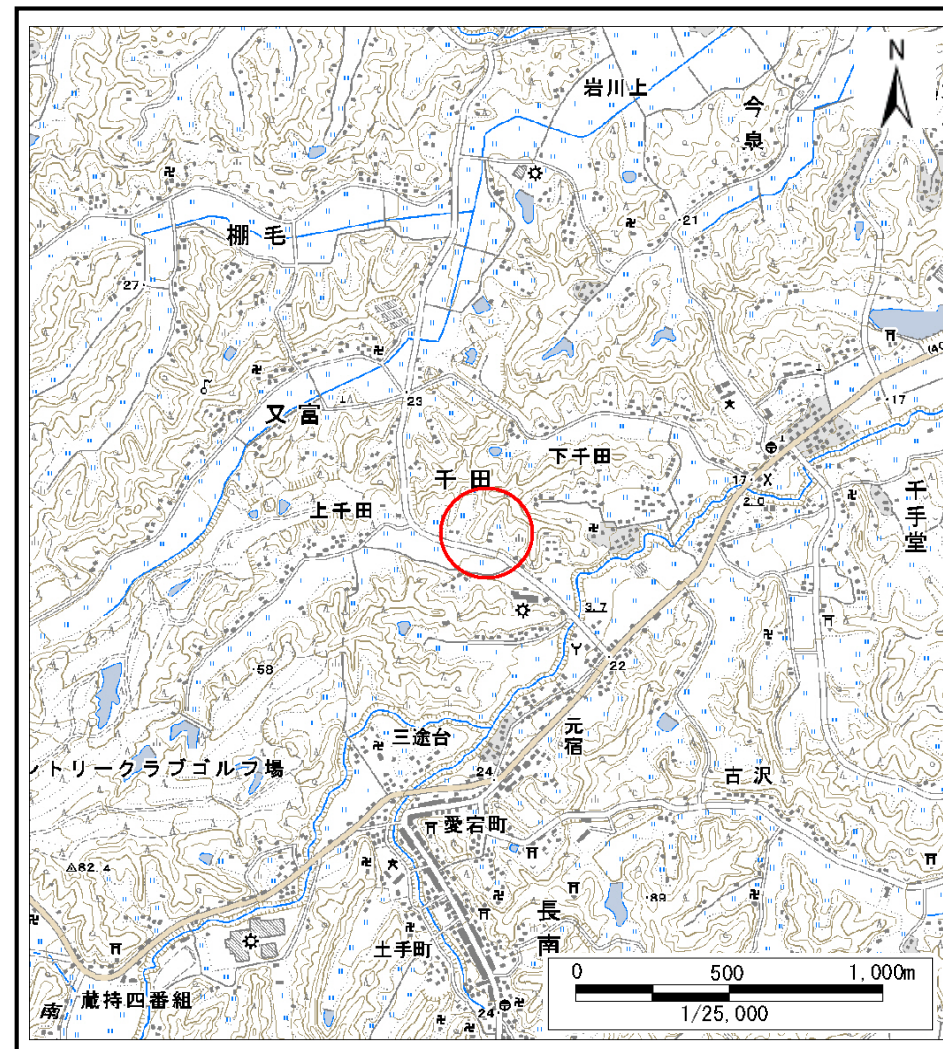 N
岩川上
今泉
棚毛
21
27
又富
23
17
下千田
千田
17
2.0
上千田
千手堂
3.7
58
22
三途台
元宿
ントリークラブゴルフ場
24
古沢
愛宕町
62.4
89
長南
土手町
蔵持四番組
南
24
0 500 1,000m
1/25,000